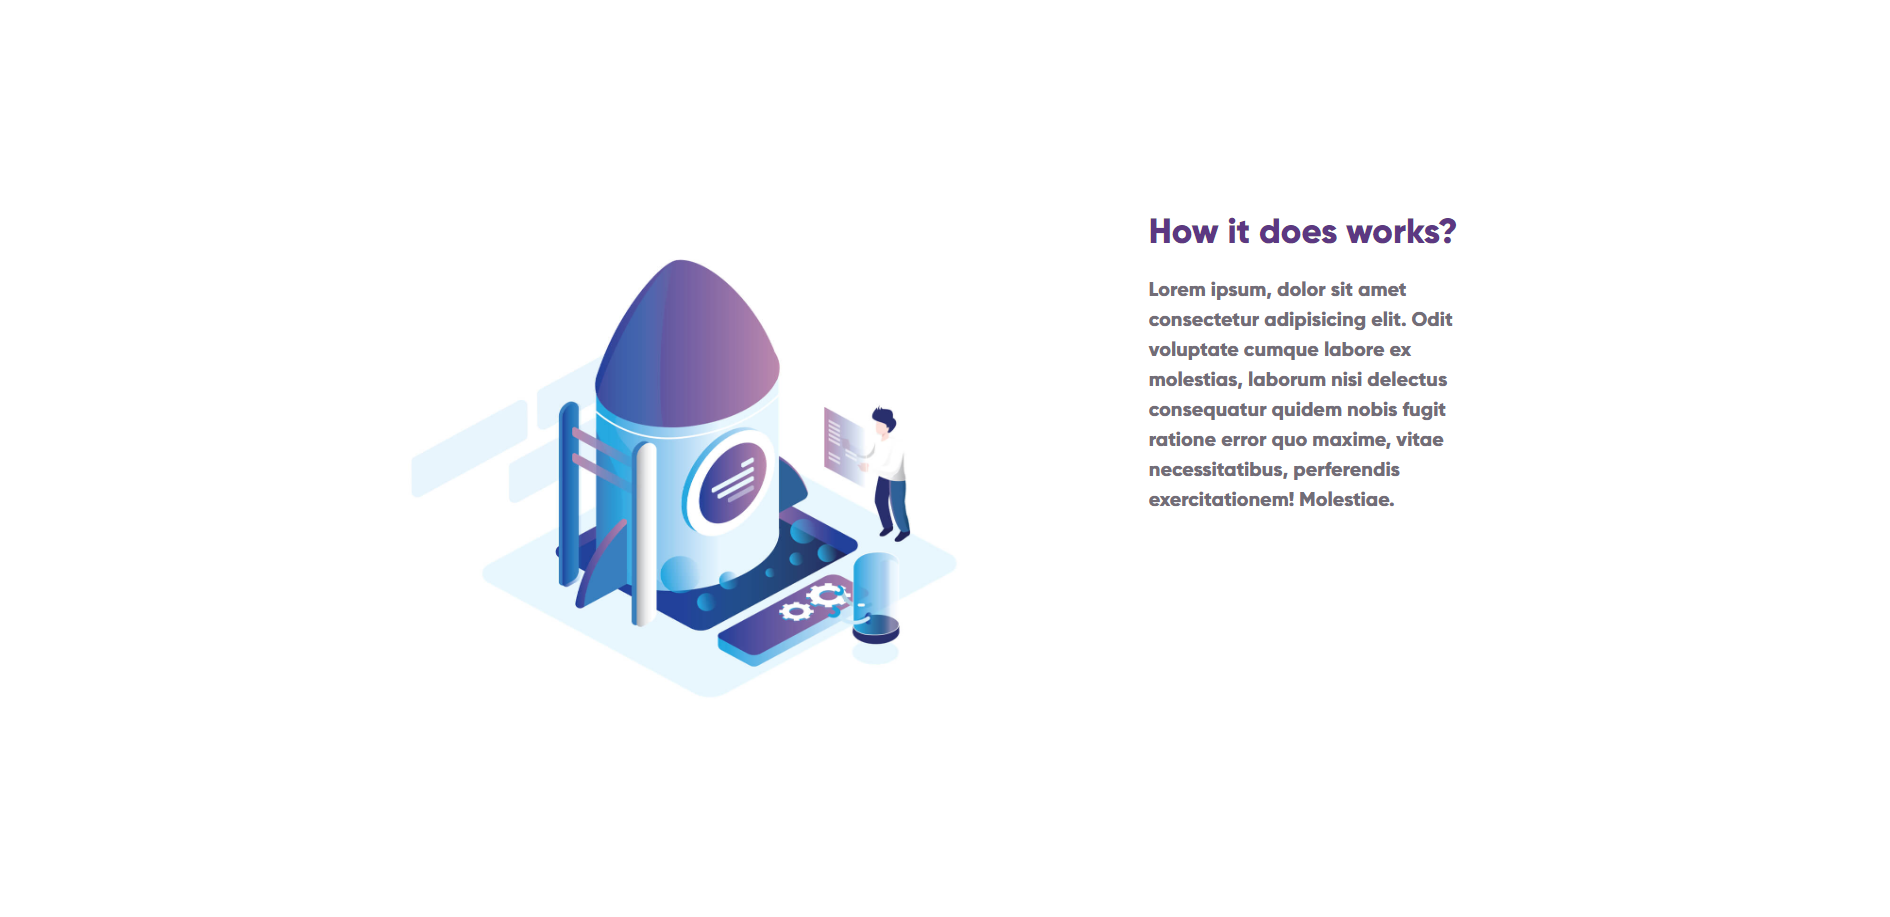 How it does works?
Lorem ipsum, dolor sit amet
consectetur adipisicing elit. Odit
voluptate cumque labore ex
molestias, laborum nisi delectus
consequatur quidem nobis fugit
ratione error quo maxime, vitae
necessitatibus, perferendis
exercitationem! Molestiae.